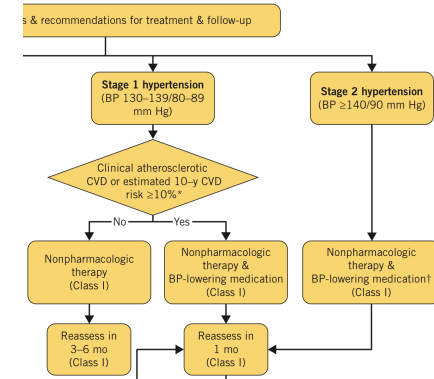 s & recommendations for treatment & follow-up
Stage 1 hypertension
(BP 130–139/80–89
mm Hg)
Stage 2 hypertension
(BP ≥140/90 mm Hg)
Clinical atherosclerotic
CVD or estimated 10–y CVD
risk ≥10%*
No
Yes
Nonpharmacologic
therapy
(Class I)
Nonpharmacologic
therapy &
BP-lowering medication
(Class I)
Nonpharmacologic
therapy &
BP-lowering medication†
(Class I)
Reassess in
3–6 mo
(Class I)
Reassess in
1 mo
(Class I)